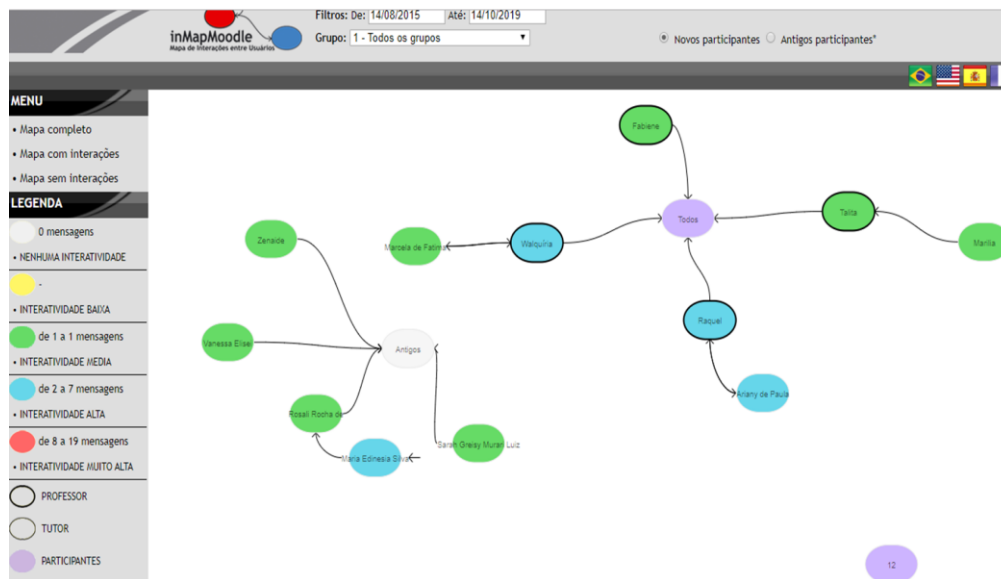 Filtros: De: 14/08/2015 Até: 14/10/2019
inMapMoodle
Mapa de Interações entre Usuários
Grupo: 1 - Todos os grupos
Novos participantes Antigos participantes*
MENU
• Mapa completo
• Mapa com interações
• Mapa sem interações
LEGENDA
0 mensagens
• NENHUMA INTERATIVIDADE
-
• INTERATIVIDADE BAIXA
de 1 a 1 mensagens
• INTERATIVIDADE MEDIA
de 2 a 7 mensagens
• INTERATIVIDADE ALTA
de 8 a 19 mensagens
• INTERATIVIDADE MUITO ALTA
PROFESSOR
TUTOR
PARTICIPANTES
Fabiene
Todos
Talita
Marilia
Zenaide
Marcela de Fatima
Walquíria
Raquel
Vanessa Elisei
Antigos
Ariany de Paula
Rosali Rocha de
Maria Edinesia Silva
Sarah Greisy Muran Luiz
12